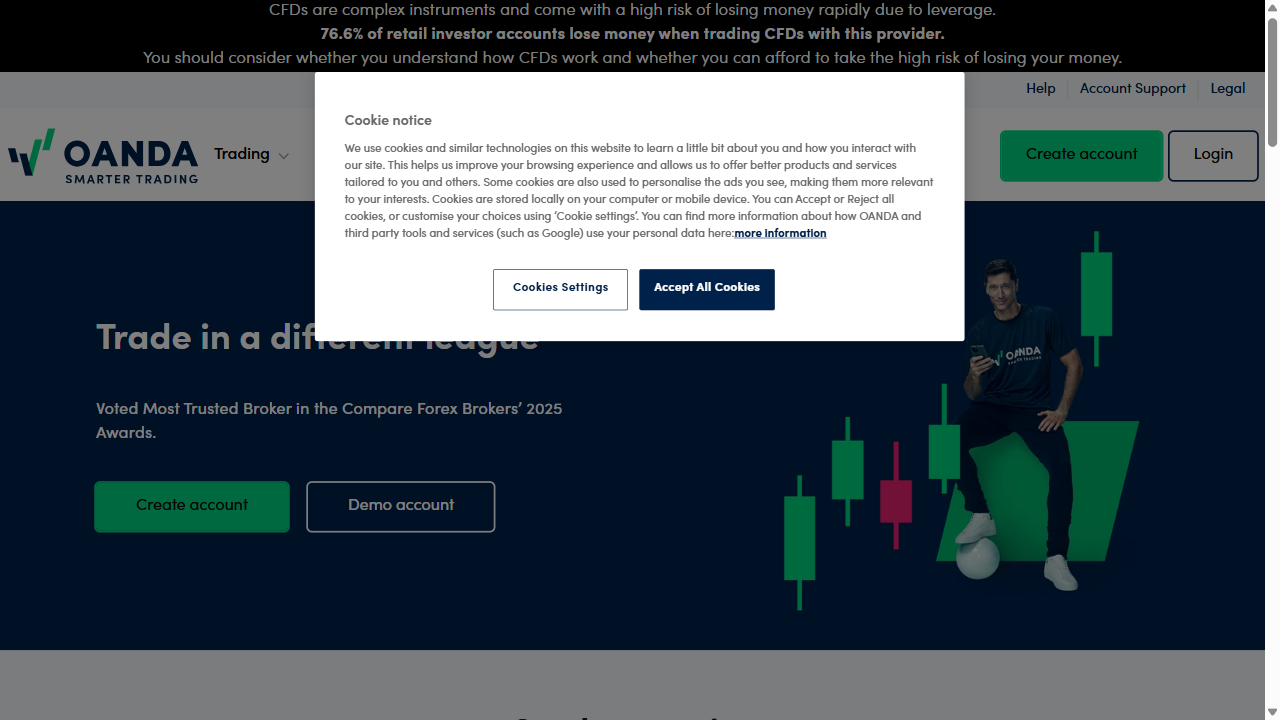 CFDs are complex instruments and come with a high risk of losing money rapidly due to leverage.
76.6% of retail investor accounts lose money when trading CFDs with this provider.
You should consider whether you understand how CFDs work and whether you can afford to take the high risk of losing your money.
Help
Account Support
Legal
OANDA
SMARTER TRADING
Trading
Create account
Login
Cookie notice
We use cookies and similar technologies on this website to learn a little bit about you and how you interact with
our site. This helps us improve your browsing experience and allows us to offer better products and services
tailored to you and others. Some cookies are also used to personalise the ads you see, making them more relevant
to your interests. Cookies are stored locally on your computer or mobile device. You can Accept or Reject all
cookies, or customise your choices using ‘Cookie settings’. You can find more information about how OANDA and
third party tools and services (such as Google) use your personal data here:more information
Cookies Settings
Accept All Cookies
Trade in a different league
Voted Most Trusted Broker in the Compare Forex Brokers’ 2025
Awards.
Create account
Demo account
OANDA